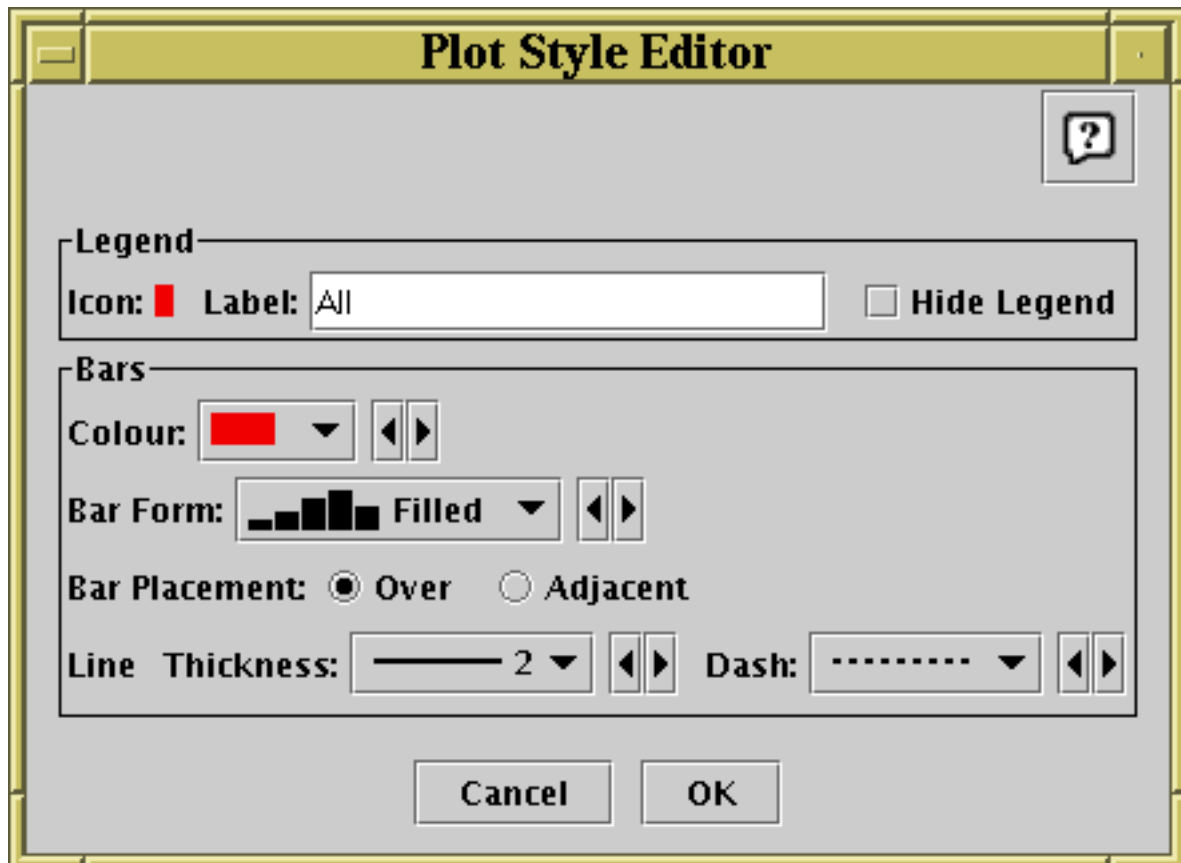 Plot Style Editor
?
Legend
Icon: Label: All Hide Legend
Bars
Colour:
Bar Form: Filled
Bar Placement: Over Adjacent
Line Thickness: 2 Dash:
Cancel OK